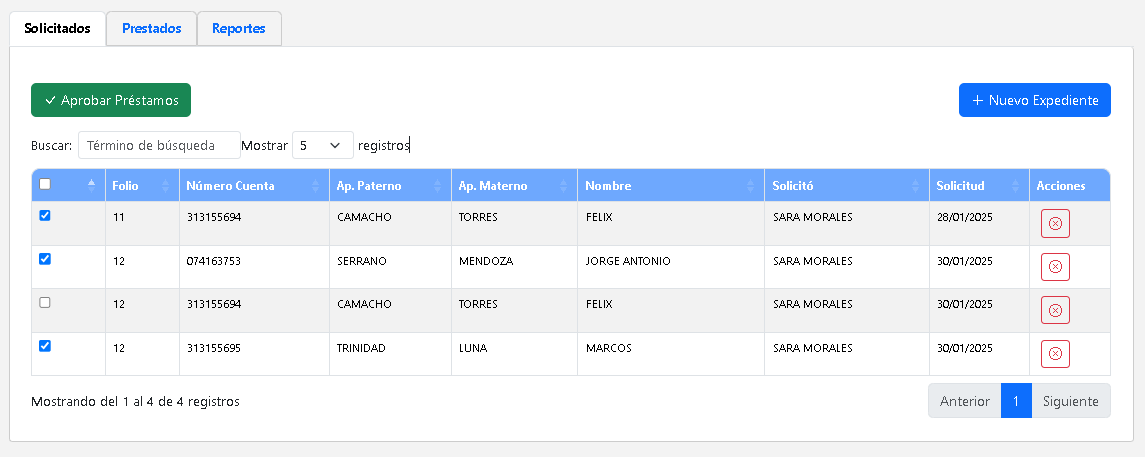 Solicitados Prestados Reportes
Aprobar Préstamos + Nuevo Expediente
Buscar: Término de búsqueda Mostrar 5 registros
Folio Número Cuenta Ap. Paterno Ap. Materno Nombre Solicitó Solicitud Acciones
11 313155694 CAMACHO TORRES FELIX SARA MORALES 28/01/2025
12 074163753 SERRANO MENDOZA JORGE ANTONIO SARA MORALES 30/01/2025
12 313155694 CAMACHO TORRES FELIX SARA MORALES 30/01/2025
12 313155695 TRINIDAD LUNA MARCOS SARA MORALES 30/01/2025
Mostrando del 1 al 4 de 4 registros Anterior 1 Siguiente